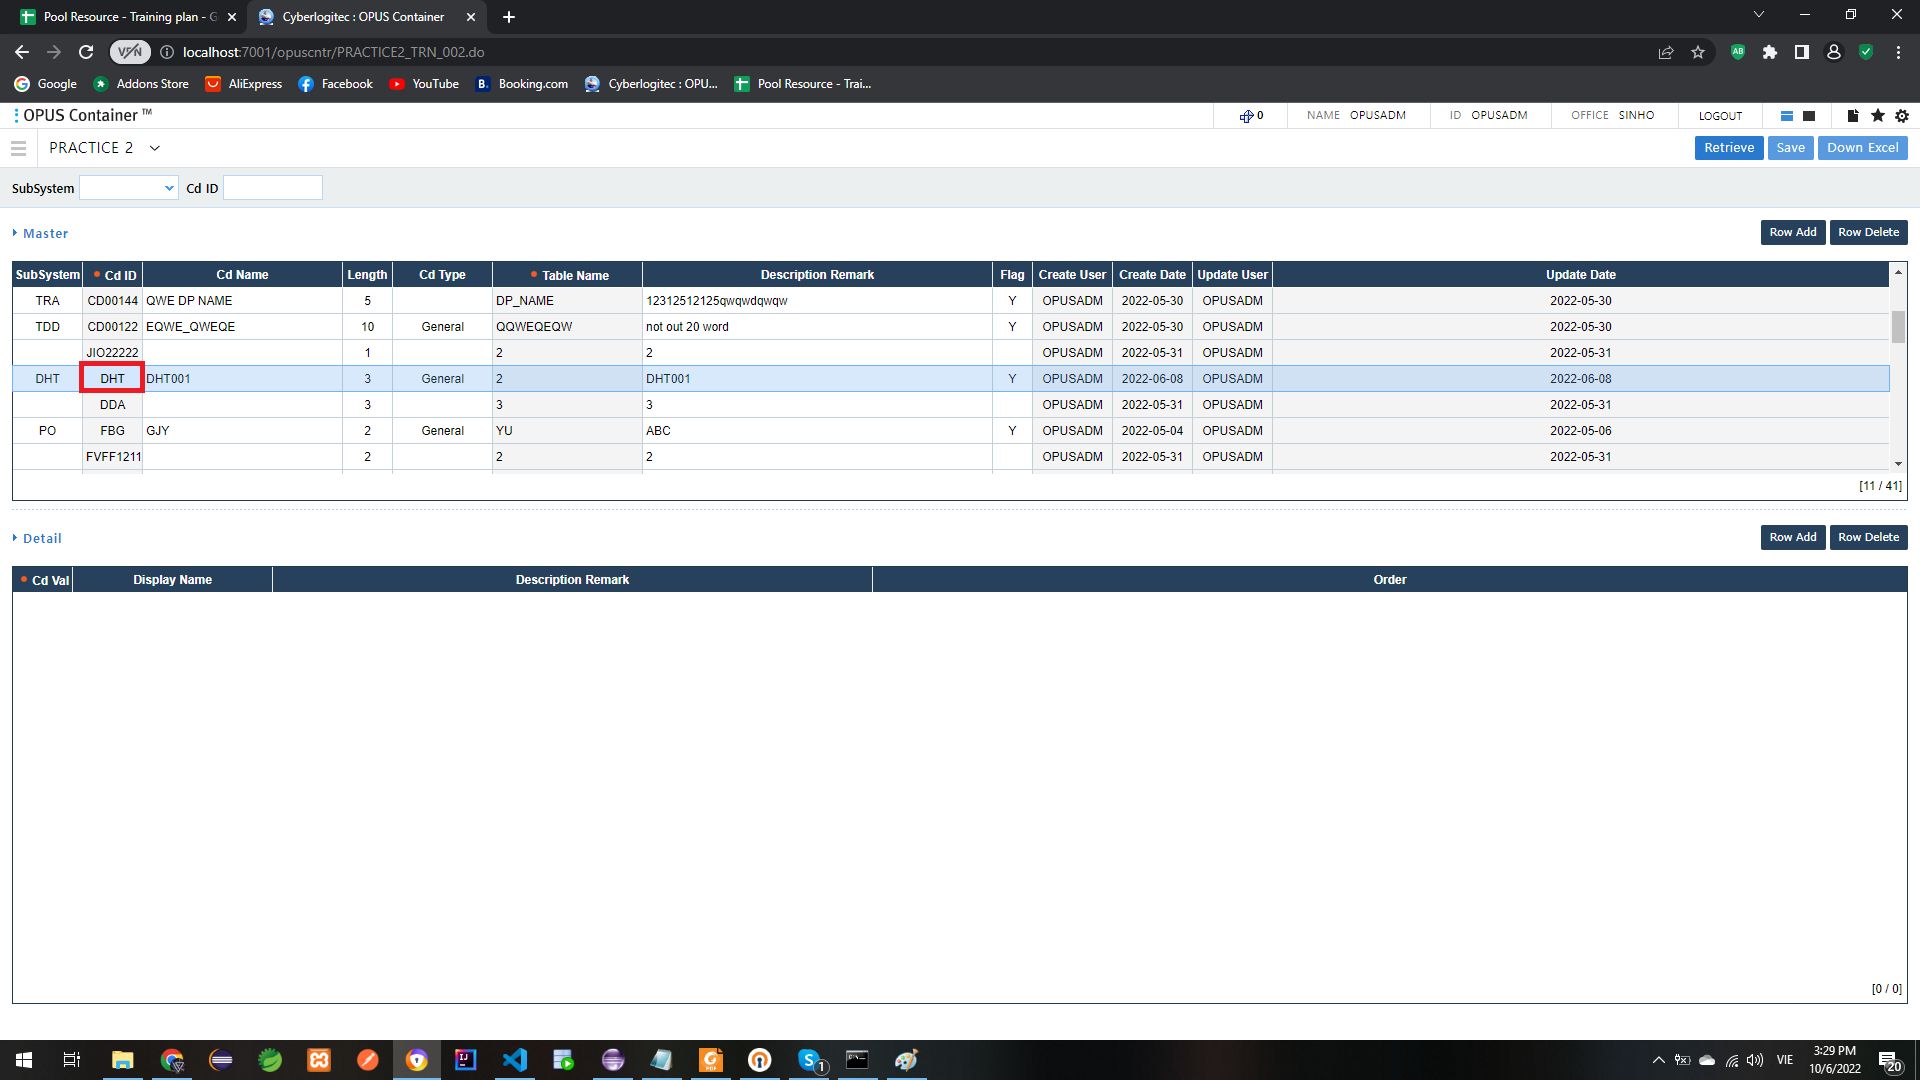 Pool Resource - Training plan - G
Cyberlogitec : OPUS Container
VPN
localhost:7001/opuscntr/PRACTICE2_TRN_002.do
AB
Google
Addons Store
AliExpress
Facebook
YouTube
B.
Booking.com
Cyberlogitec : OPU...
Pool Resource - Trai...
OPUS Container ™
0
NAME OPUSADM
ID OPUSADM
OFFICE SINHO
LOGOUT
PRACTICE 2
Retrieve
Save
Down Excel
SubSystem
Cd ID
Master
Row Add
Row Delete
SubSystem • Cd ID Cd Name Length Cd Type • Table Name Description Remark Flag Create User Create Date Update User Update Date
TRA CD00144 QWE DP NAME 5 DP_NAME 12312512125qwqwdqwqw Y OPUSADM 2022-05-30 OPUSADM 2022-05-30
TDD CD00122 EQWE_QWEQE 10 General QQWEQEQW not out 20 word Y OPUSADM 2022-05-30 OPUSADM 2022-05-30
JIO22222 1 2 2 OPUSADM 2022-05-31 OPUSADM 2022-05-31
DHT DHT DHT001 3 General 2 DHT001 Y OPUSADM 2022-06-08 OPUSADM 2022-06-08
DDA 3 3 3 OPUSADM 2022-05-31 OPUSADM 2022-05-31
PO FBG GJY 2 General YU ABC Y OPUSADM 2022-05-04 OPUSADM 2022-05-06
FVFF1211 2 2 2 OPUSADM 2022-05-31 OPUSADM 2022-05-31
[11 / 41]
Detail
Row Add
Row Delete
• Cd Val Display Name Description Remark Order
[0 / 0]
IJ
PDF
S
1
VIE
3:29 PM
10/6/2022
20